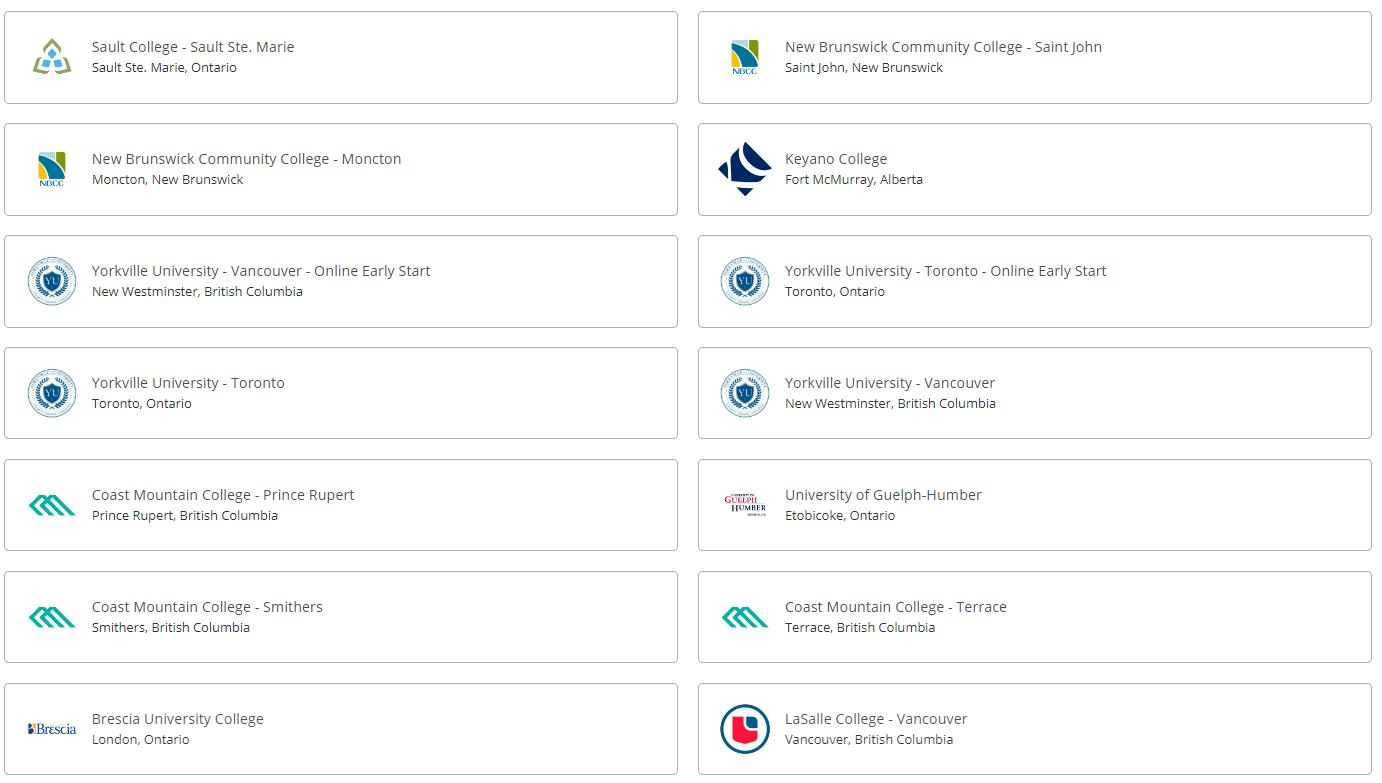 Sault College - Sault Ste. Marie
Sault Ste. Marie, Ontario
NBCC
New Brunswick Community College - Saint John
Saint John, New Brunswick
NBCC
New Brunswick Community College - Moncton
Moncton, New Brunswick
Keyano College
Fort McMurray, Alberta
YU
Yorkville University - Vancouver - Online Early Start
New Westminster, British Columbia
YU
Yorkville University - Toronto - Online Early Start
Toronto, Ontario
YU
Yorkville University - Toronto
Toronto, Ontario
YU
Yorkville University - Vancouver
New Westminster, British Columbia
Coast Mountain College - Prince Rupert
Prince Rupert, British Columbia
UNIVERSITY OF
GUELPH
HUMBER
University of Guelph-Humber
Etobicoke, Ontario
Coast Mountain College - Smithers
Smithers, British Columbia
Coast Mountain College - Terrace
Terrace, British Columbia
Brescia
Brescia University College
London, Ontario
LaSalle College - Vancouver
Vancouver, British Columbia